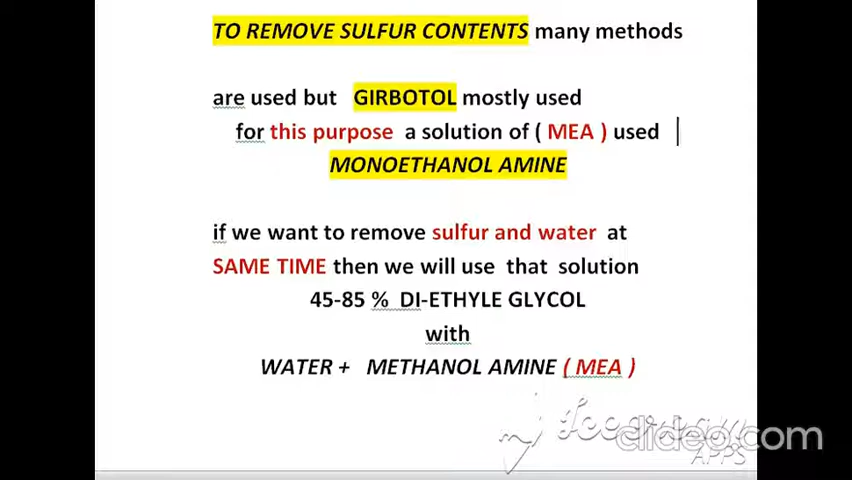 TO REMOVE SULFUR CONTENTS many methods
are used but GIRBOTOL mostly used
for this purpose a solution of ( MEA ) used
MONOETHANOL AMINE
if we want to remove sulfur and water at
SAME TIME then we will use that solution
45-85 % DI-ETHYLE GLYCOL
with
WATER + METHANOL AMINE ( MEA )
clideo.com
APPS